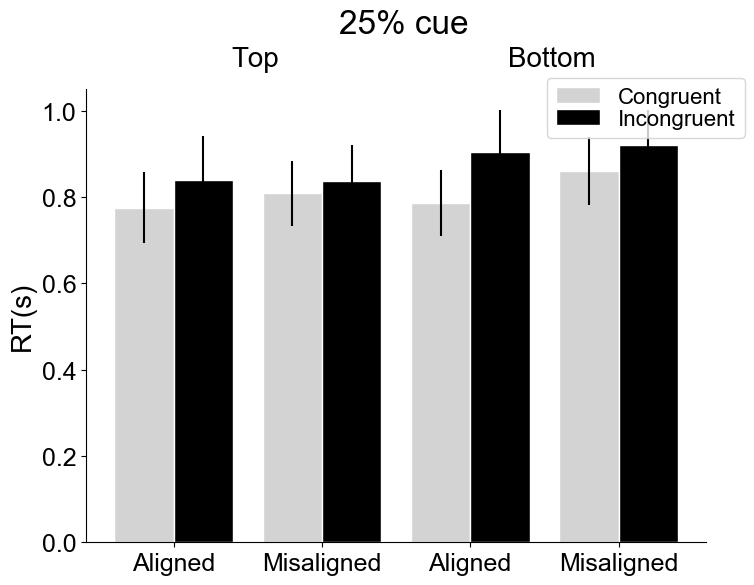 25% cue
Top
Bottom
Congruent
Incongruent
1.0
0.8
0.6
0.4
0.2
0.0
RT(s)
Aligned
Misaligned
Aligned
Misaligned